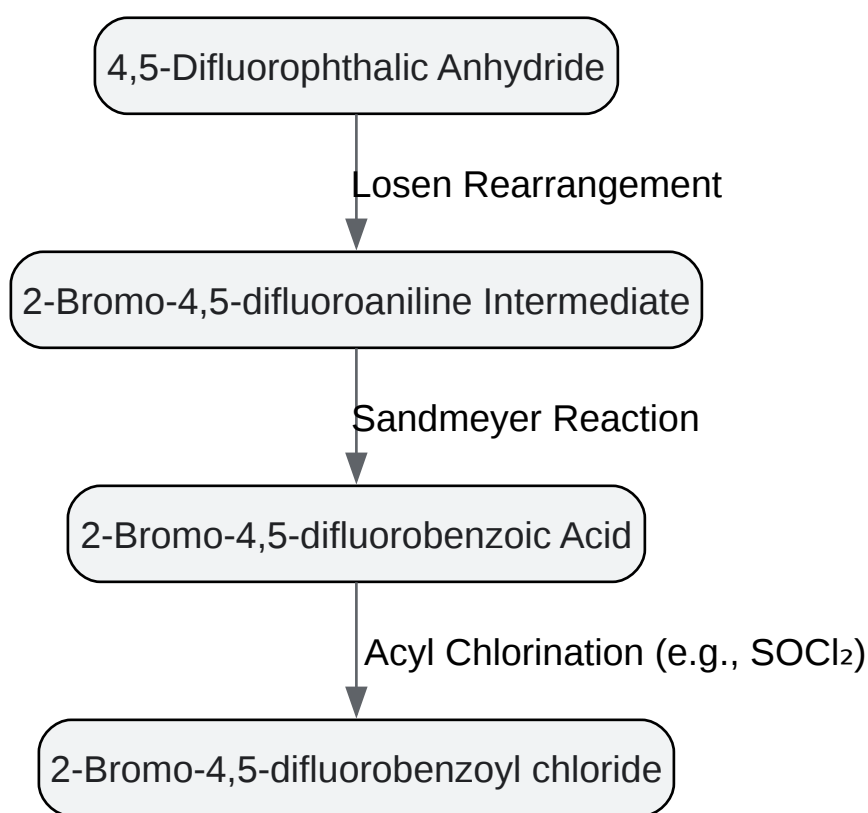 4,5-Difluorophthalic Anhydride
Losen Rearrangement
2-Bromo-4,5-difluoroaniline Intermediate
Sandmeyer Reaction
2-Bromo-4,5-difluorobenzoic Acid
Acyl Chlorination (e.g., SOCl₂)
2-Bromo-4,5-difluorobenzoyl chloride